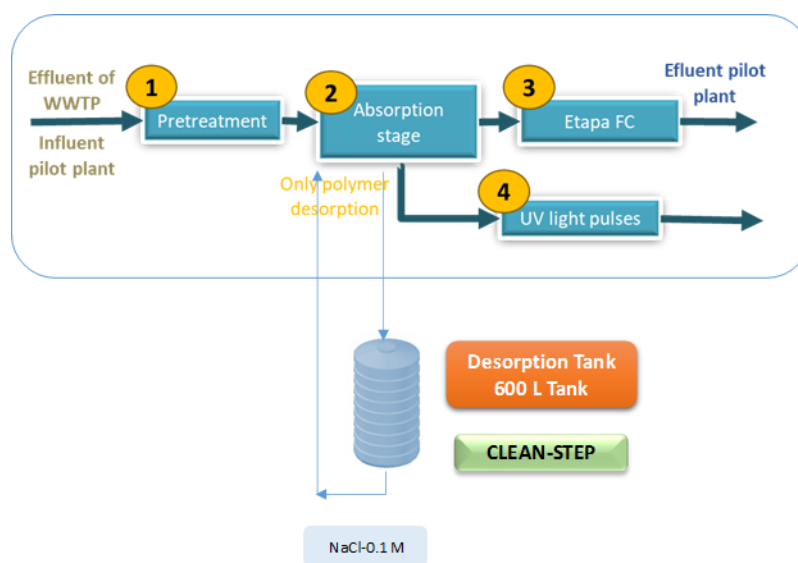 Effluent of
WWTP
Influent
pilot plant
1
Pretreatment
2
Absorption
stage
3
Etapa FC
Efluent pilot
plant
4
UV light pulses
Only polymer
desorption
Desorption Tank
600 L Tank
CLEAN-STEP
NaCl-0.1 M